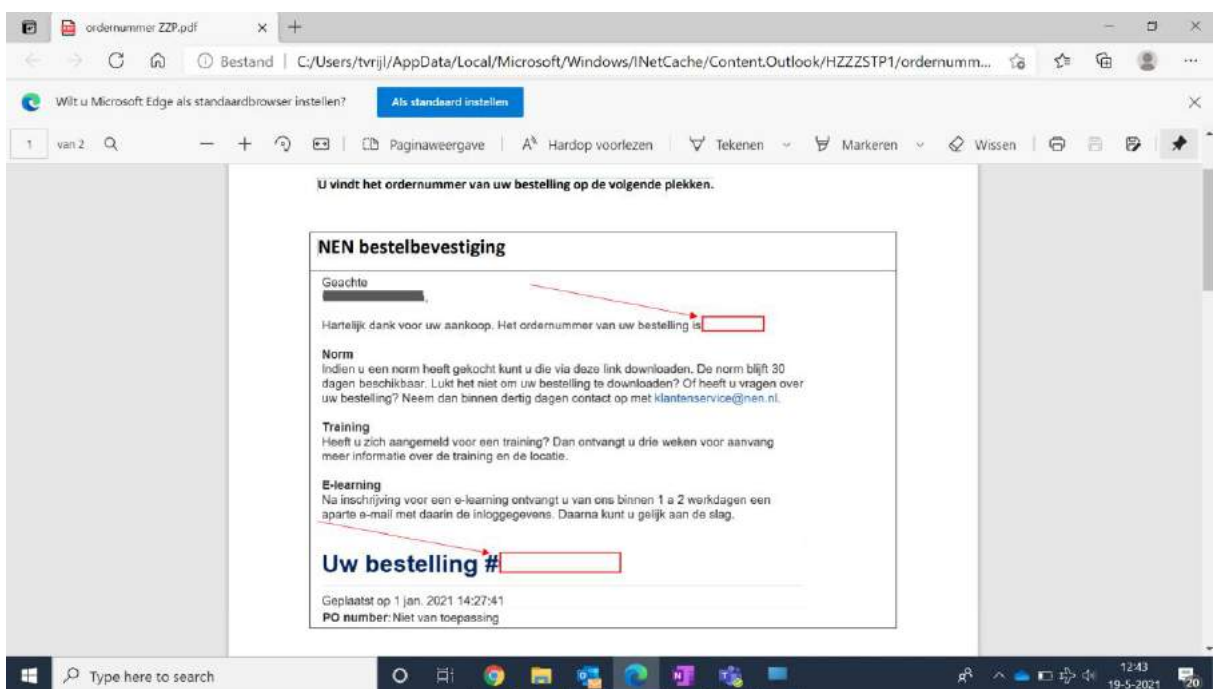 ordernummer ZZP.pdf
Bestand | C:/Users/tvrijl/AppData/Local/Microsoft/Windows/INetCache/Content.Outlook/HZZZSTP1/ordernumm...
Wilt u Microsoft Edge als standaardbrowser instellen? Als standaard instellen
1 van 2 Paginaweergave Hardop voorlezen Tekenen Markeren Wissen
U vindt het ordernummer van uw bestelling op de volgende plekken.
NEN bestelbevestiging
Geachte
Hartelijk dank voor uw aankoop. Het ordernummer van uw bestelling is
Norm
Indien u een norm heeft gekocht kunt u die via deze link downloaden. De norm blijft 30
dagen beschikbaar. Lukt het niet om uw bestelling te downloaden? Of heeft u vragen over
uw bestelling? Neem dan binnen dertig dagen contact op met klantenservice@nen.nl.
Training
Heeft u zich aangemeld voor een training? Dan ontvangt u drie weken voor aanvang
meer informatie over de training en de locatie.
E-learning
Na inschrijving voor een e-learning ontvangt u van ons binnen 1 a 2 werkdagen een
aparte e-mail met daarin de inloggegevens. Daarna kunt u gelijk aan de slag.
Uw bestelling #
Geplaatst op 1 jan. 2021 14:27:41
PO number: Niet van toepassing
Type here to search
12:43
19-5-2021
20